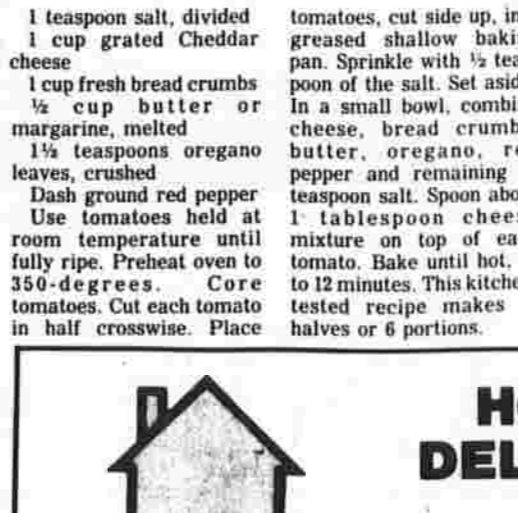 1 teaspoon salt, divided
1 cup grated Cheddar
cheese
1 cup fresh bread crumbs
½ cup butter or
margarine, melted
1½ teaspoons oregano
leaves, crushed
Dash ground red pepper
Use tomatoes held at
room temperature until
fully ripe. Preheat oven to
350-degrees. Core
tomatoes. Cut each tomato
in half crosswise. Place
tomatoes, cut side up, in
greased shallow baki
pan. Sprinkle with ½ tea
poon of the salt. Set asid
In a small bowl, combi
cheese, bread crumb
butter, oregano, r
pepper and remaining
teaspoon salt. Spoon abo
1 tablespoon chees
mixture on top of ea
tomato. Bake until hot,
to 12 minutes. This kitche
tested recipe makes
halves or 6 portions.
H
DEL